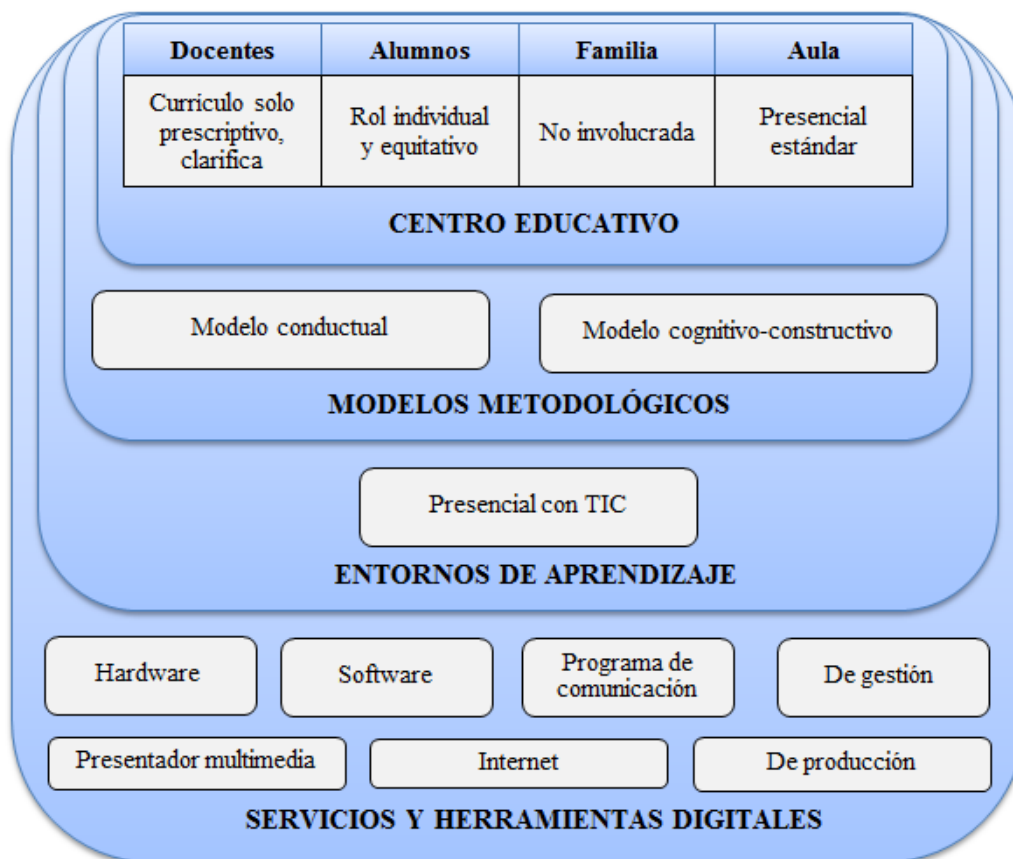 Docentes
Alumnos
Familia
Aula
Curriculo solo
prescriptivo,
clarifica
Rol individual
y equitativo
No involucrada
Presencial
estándar
CENTRO EDUCATIVO
Modelo conductual
Modelo cognitivo-constructivo
MODELOS METODOLÓGICOS
Presencial con TIC
ENTORNOS DE APRENDIZAJE
Hardware
Software
Programa de
comunicación
De gestión
Presentador multimedia
Internet
De producción
SERVICIOS Y HERRAMIENTAS DIGITALES